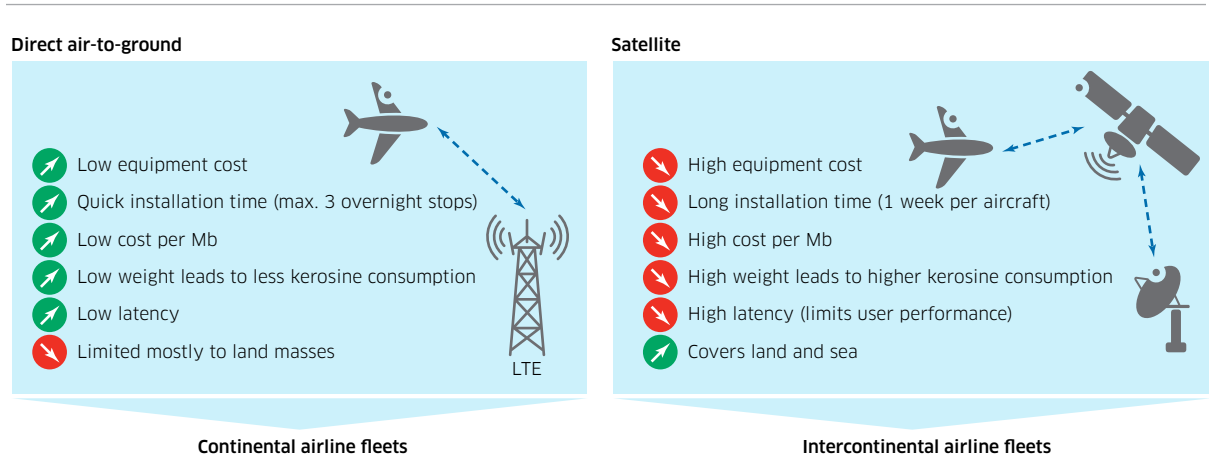 Direct air-to-ground
Low equipment cost
Quick installation time (max. 3 overnight stops)
Low cost per Mb
Low weight leads to less kerosine consumption
Low latency
Limited mostly to land masses
LTE
Continental airline fleets
Satellite
High equipment cost
Long installation time (1 week per aircraft)
High cost per Mb
High weight leads to higher kerosine consumption
High latency (limits user performance)
Covers land and sea
Intercontinental airline fleets